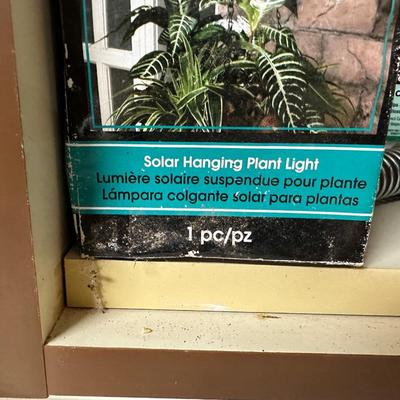 Solar Hanging Plant Light
Lumière solaire suspendue pour plante
Lámpara colgante solar para plantas
1 pc/pz